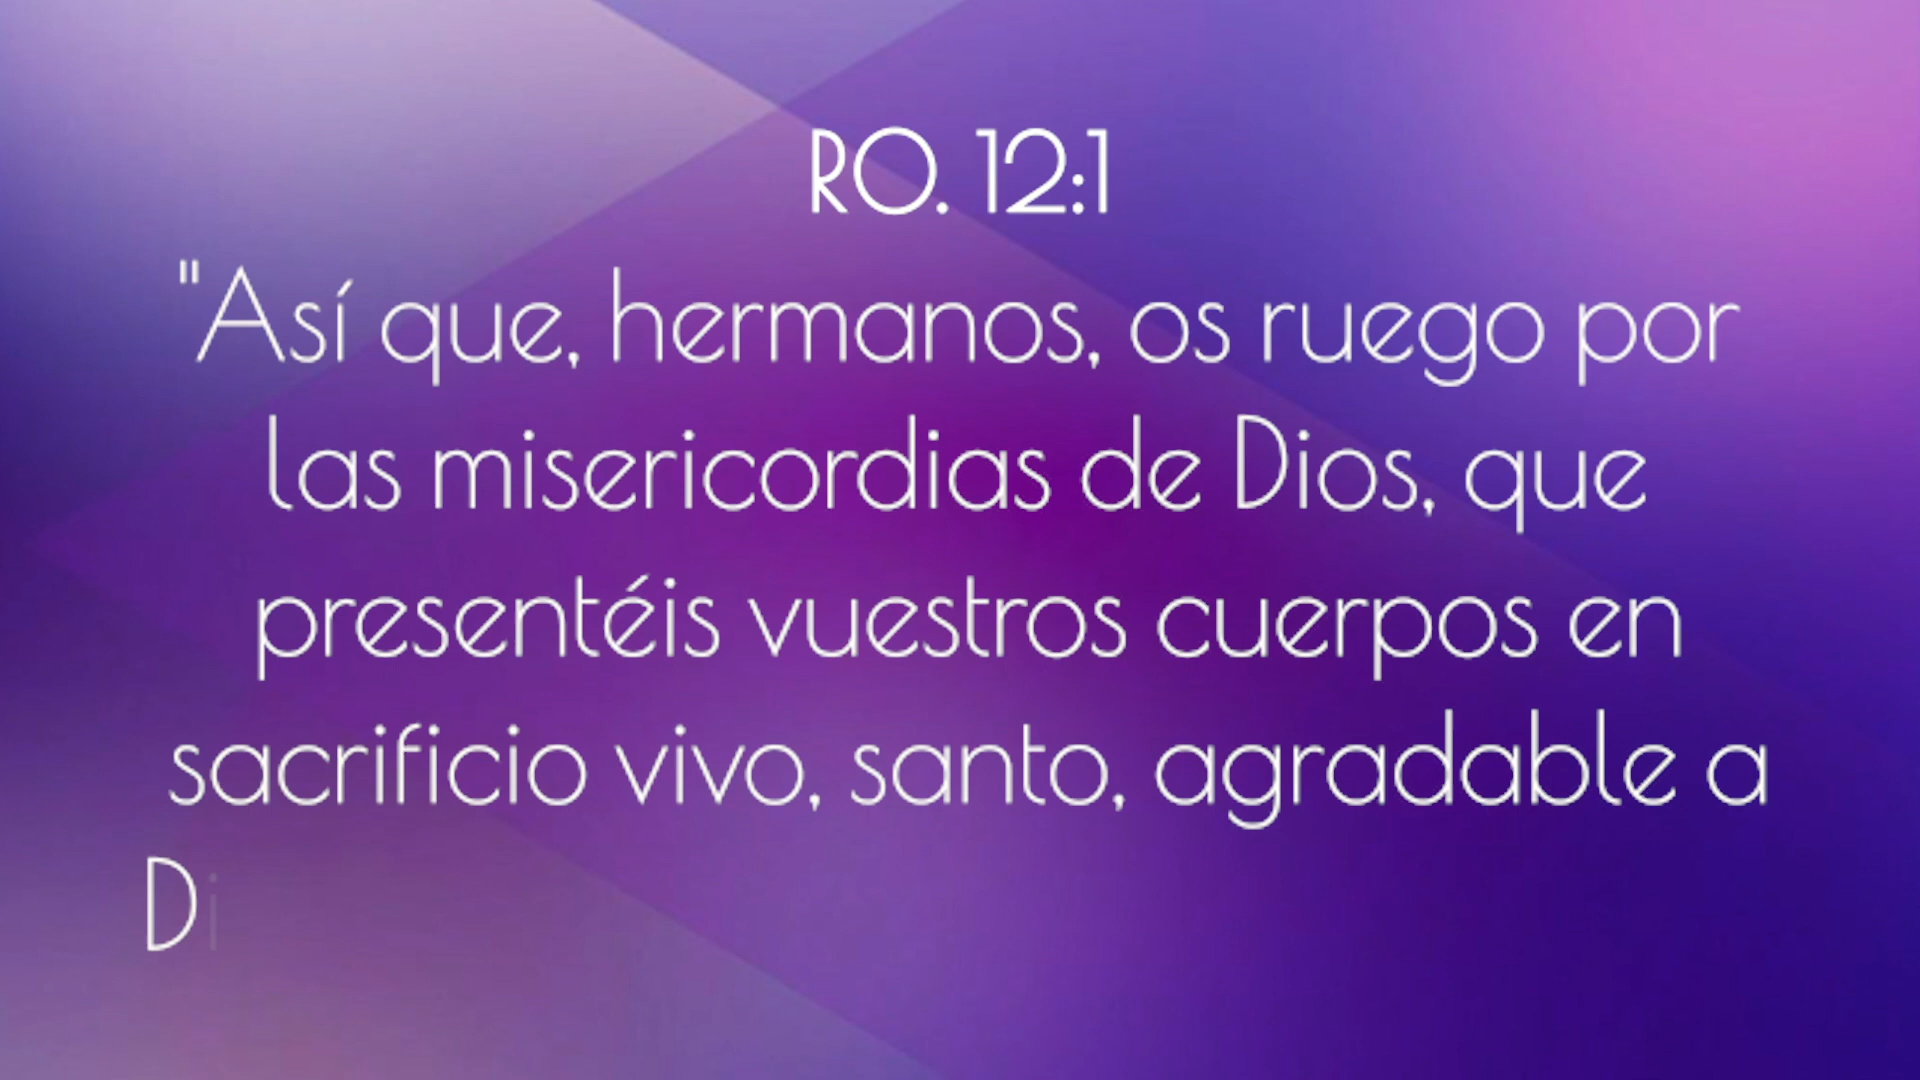 RO. 12:1
"Así que, hermanos, os ruego por
las misericordias de Dios, que
presentéis vuestros cuerpos en
sacrificio vivo, santo, agradable a
Di